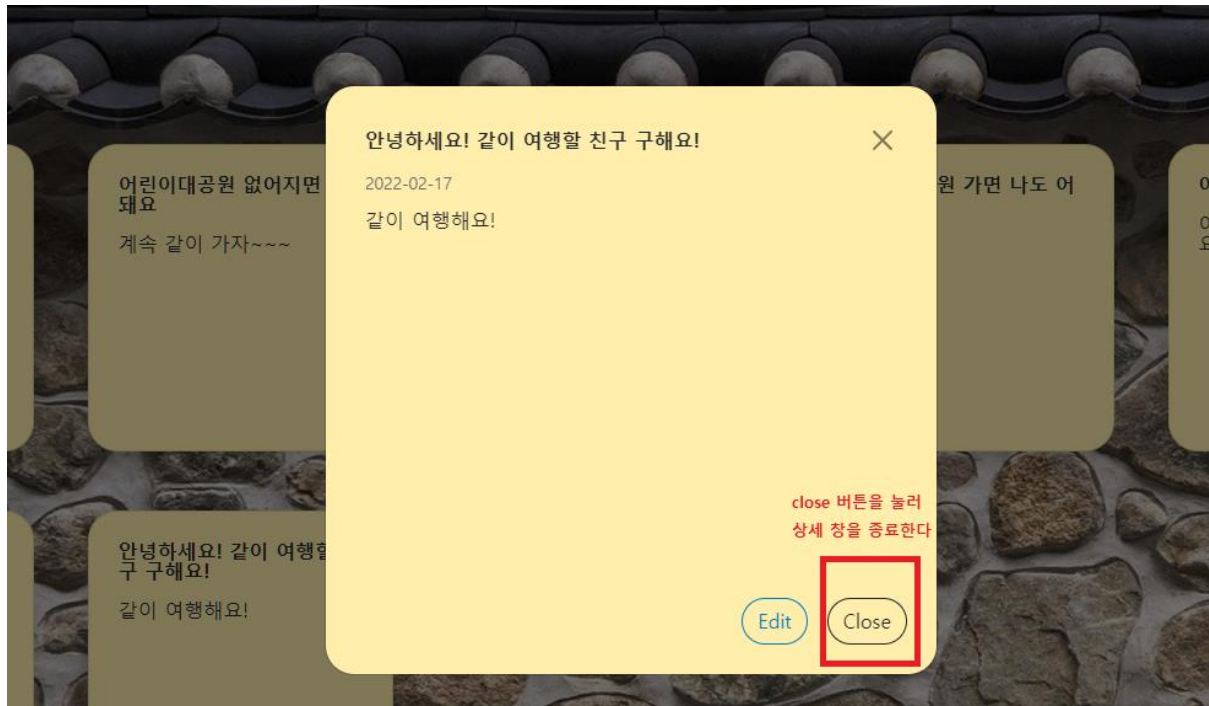 안녕하세요! 같이 여행할 친구 구해요!
2022-02-17
같이 여행해요!
어린이대공원 없어지면
돼요
계속 같이 가자~~~
원 가면 나도 어
close 버튼을 눌러
상세 창을 종료한다
안녕하세요! 같이 여행할
구 구해요!
같이 여행해요!
Edit
Close